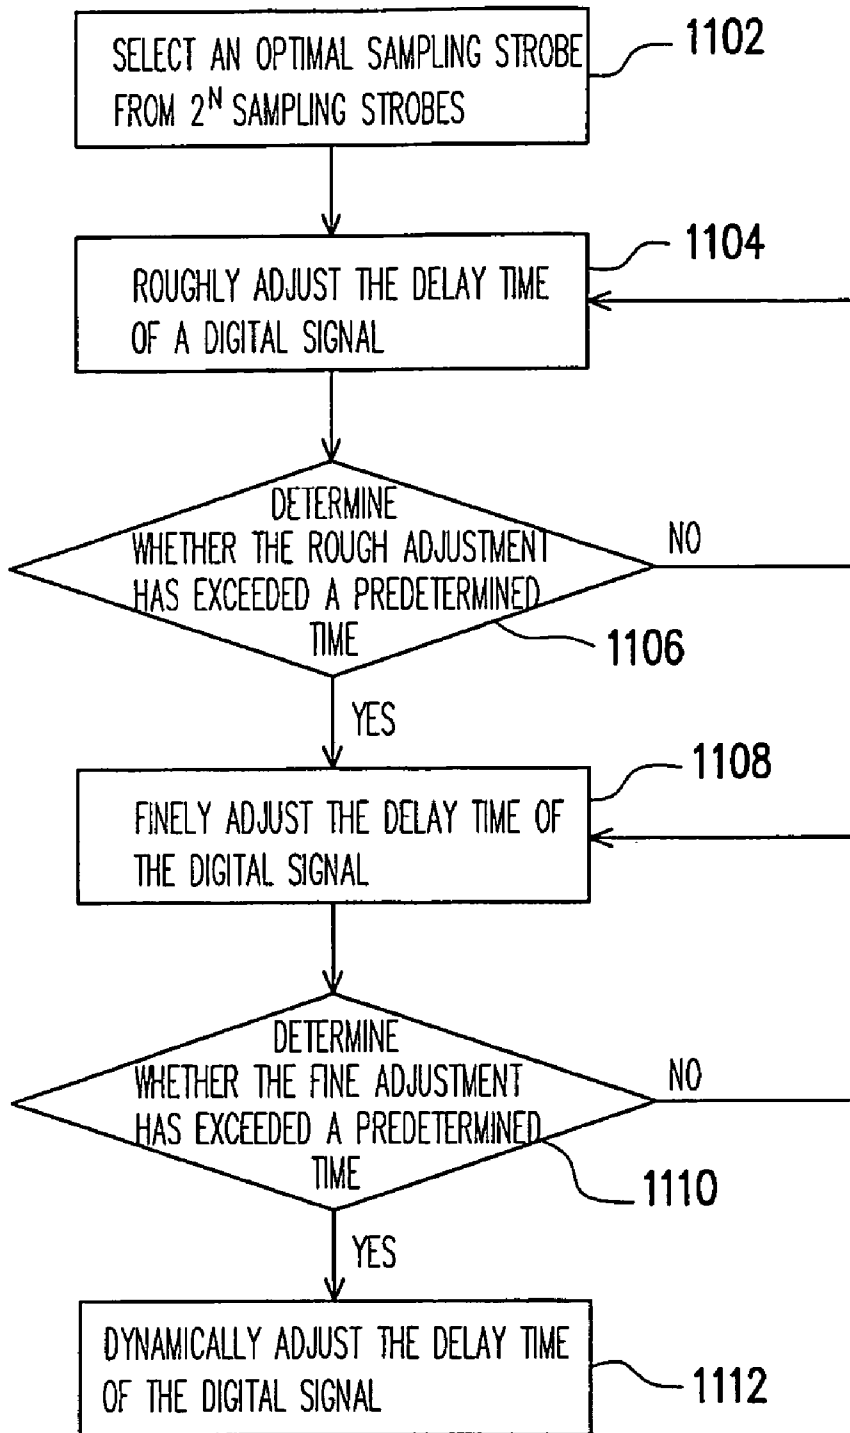 SELECT AN OPTIMAL SAMPLING STROBE
FROM 2^N SAMPLING STROBES
1102
ROUGHLY ADJUST THE DELAY TIME
OF A DIGITAL SIGNAL
1104
DETERMINE
WHETHER THE ROUGH ADJUSTMENT
HAS EXCEEDED A PREDETERMINED
TIME
NO
1106
YES
FINELY ADJUST THE DELAY TIME OF
THE DIGITAL SIGNAL
1108
DETERMINE
WHETHER THE FINE ADJUSTMENT
HAS EXCEEDED A PREDETERMINED
TIME
NO
1110
YES
DYNAMICALLY ADJUST THE DELAY TIME
OF THE DIGITAL SIGNAL
1112